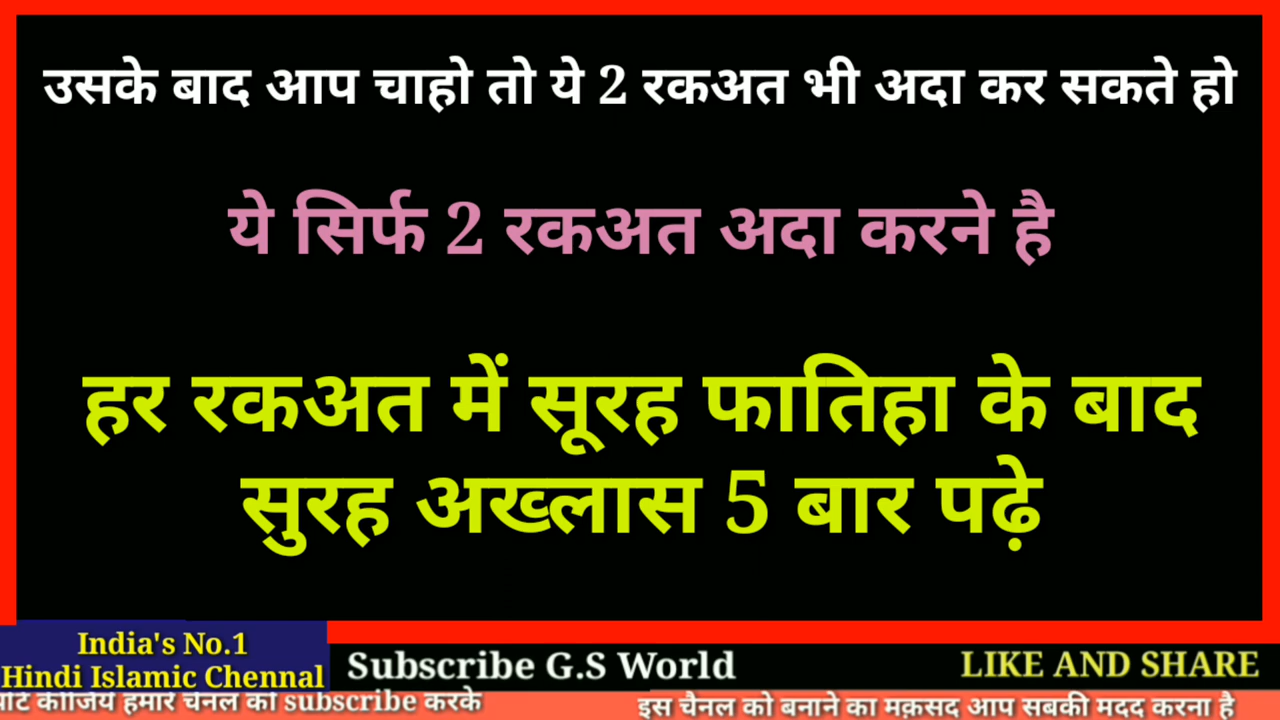 उसके बाद आप चाहो तो ये 2 रकअत भी अदा कर सकते हो
ये सिर्फ 2 रकअत अदा करने है
हर रकअत में सूरह फातिहा के बाद
सुरह अख्लास 5 बार पढ़े
India's No.1
Hindi Islamic Chennal
Subscribe G.S World
LIKE AND SHARE
कीजिये हमारे चैनल को subscribe करके
इस चैनल को बनाने का मक़सद आप सबकी मदद करना है